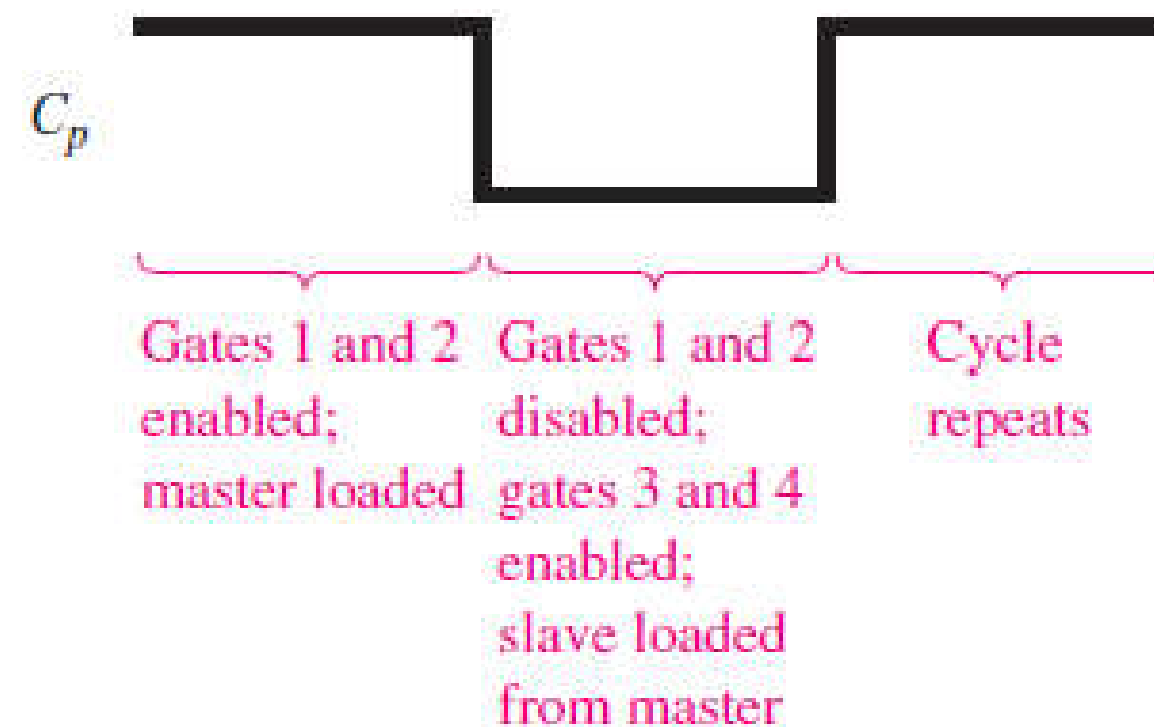 Cp
Gates 1 and 2
enabled;
master loaded
Gates 1 and 2
disabled;
gates 3 and 4
enabled;
slave loaded
from master
Cycle
repeats